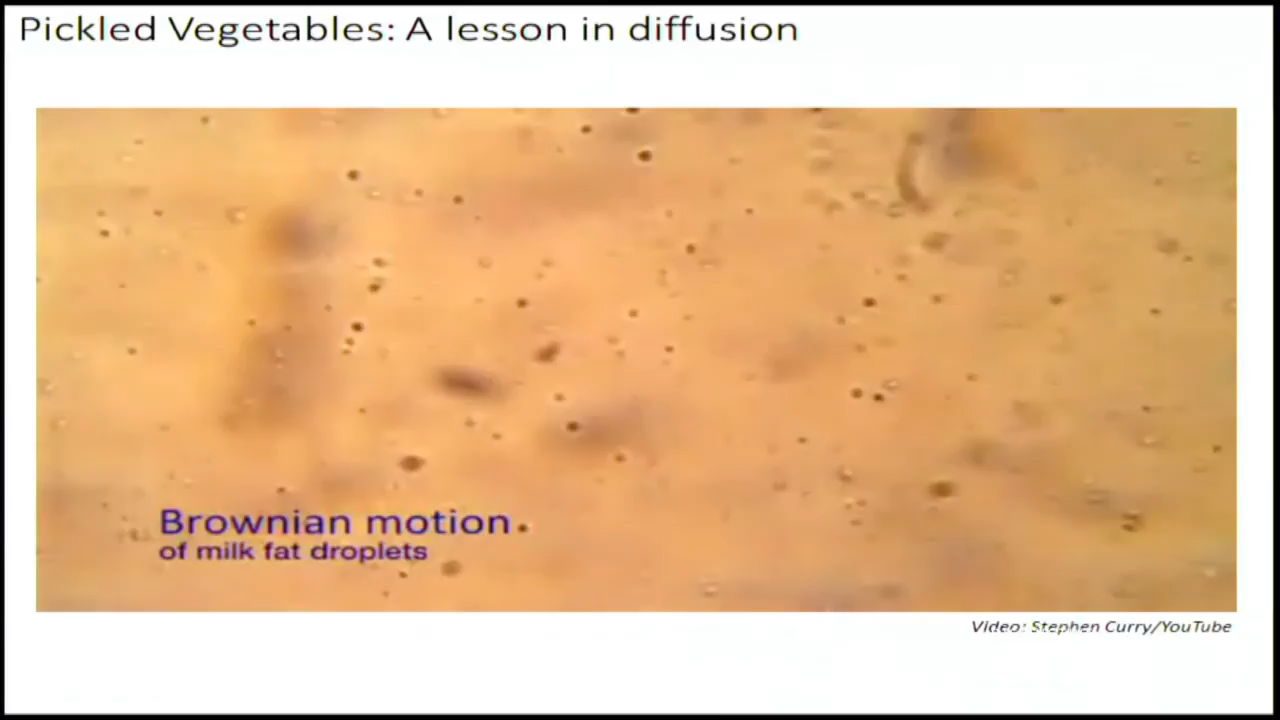 Pickled Vegetables: A lesson in diffusion
Brownian motion
of milk fat droplets
Video: Stephen Curry/YouTube